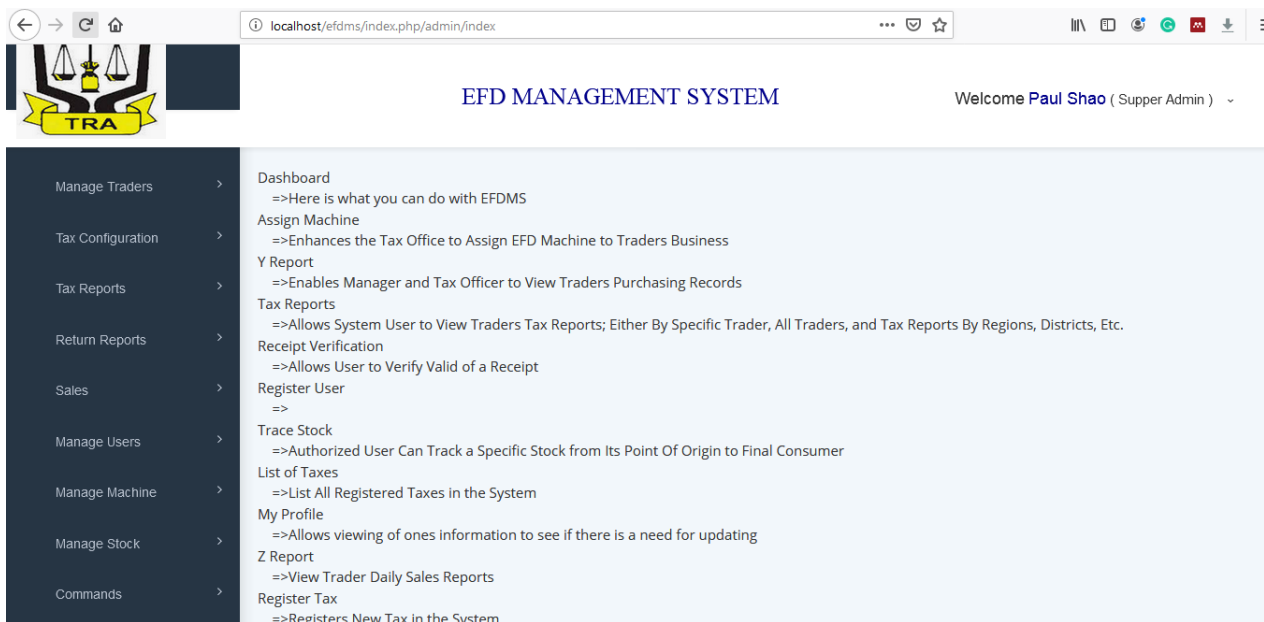 localhost/efdms/index.php/admin/index
TRA
EFD MANAGEMENT SYSTEM
Welcome Paul Shao ( Supper Admin )
Manage Traders
Tax Configuration
Tax Reports
Return Reports
Sales
Manage Users
Manage Machine
Manage Stock
Commands
Dashboard
=>Here is what you can do with EFDMS
Assign Machine
=>Enhances the Tax Office to Assign EFD Machine to Traders Business
Y Report
=>Enables Manager and Tax Officer to View Traders Purchasing Records
Tax Reports
=>Allows System User to View Traders Tax Reports; Either By Specific Trader, All Traders, and Tax Reports By Regions, Districts, Etc.
Receipt Verification
=>Allows User to Verify Valid of a Receipt
Register User
=>
Trace Stock
=>Authorized User Can Track a Specific Stock from Its Point Of Origin to Final Consumer
List of Taxes
=>List All Registered Taxes in the System
My Profile
=>Allows viewing of ones information to see if there is a need for updating
Z Report
=>View Trader Daily Sales Reports
Register Tax
=>Registers New Tax in the System